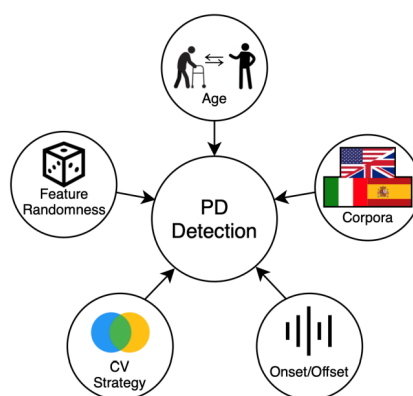 Age
Feature
Randomness
PD
Detection
Corpora
CV
Strategy
Onset/Offset